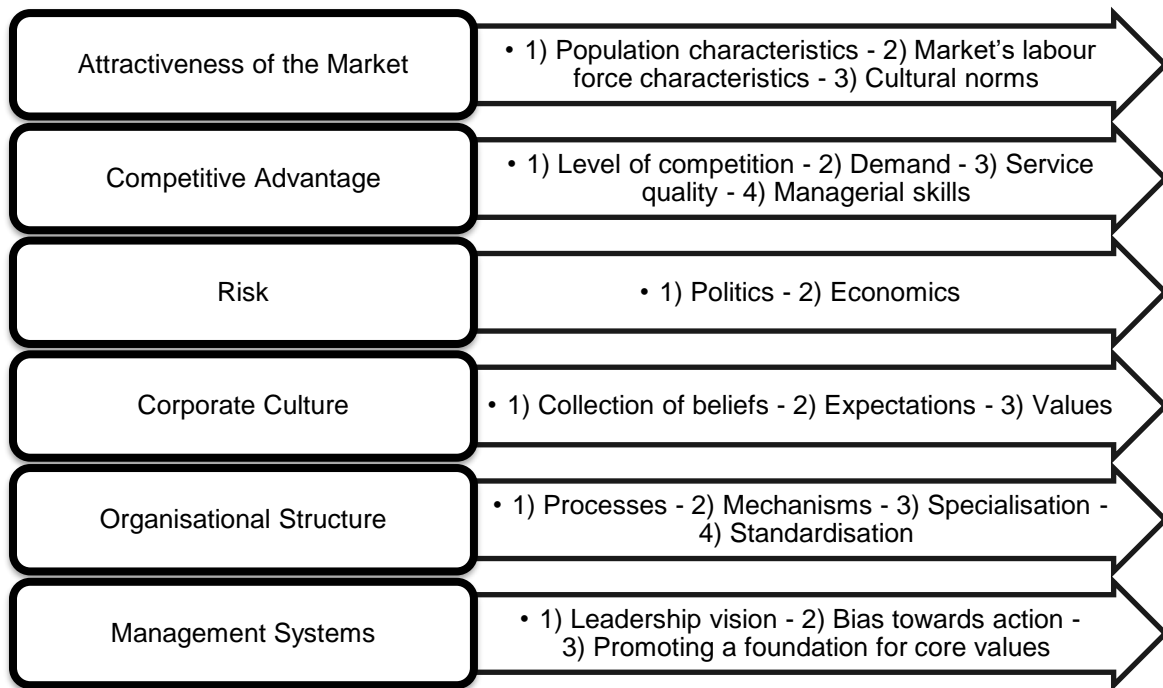 Attractiveness of the Market
• 1) Population characteristics - 2) Market’s labour
force characteristics - 3) Cultural norms
Competitive Advantage
• 1) Level of competition - 2) Demand - 3) Service
quality - 4) Managerial skills
Risk
• 1) Politics - 2) Economics
Corporate Culture
• 1) Collection of beliefs - 2) Expectations - 3) Values
Organisational Structure
• 1) Processes - 2) Mechanisms - 3) Specialisation -
4) Standardisation
Management Systems
• 1) Leadership vision - 2) Bias towards action -
3) Promoting a foundation for core values